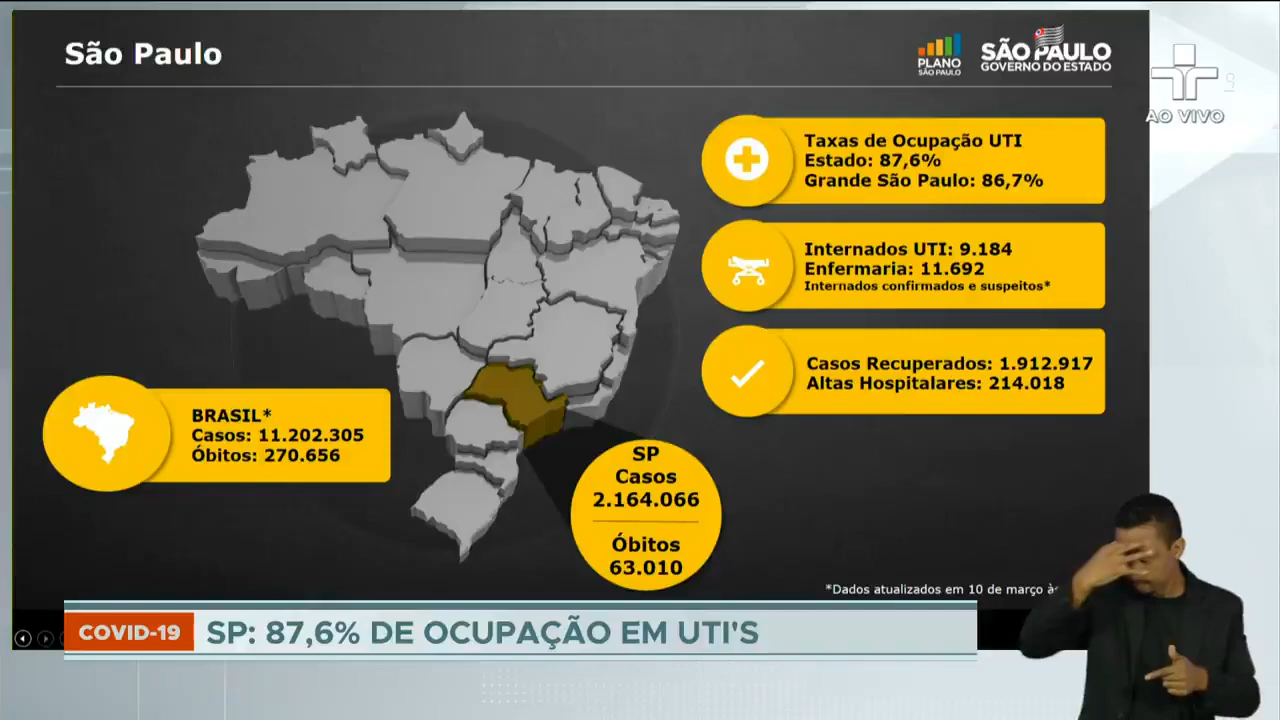 São Paulo
PLANO
SÃO PAULO
SÃO PAULO
GOVERNO DO ESTADO
AO VIVO
Taxas de Ocupação UTI
Estado: 87,6%
Grande São Paulo: 86,7%
Internados UTI: 9.184
Enfermaria: 11.692
Internados confirmados e suspeitos*
Casos Recuperados: 1.912.917
Altas Hospitalares: 214.018
BRASIL*
Casos: 11.202.305
Óbitos: 270.656
SP
Casos
2.164.066
Óbitos
63.010
*Dados atualizados em 10 de março às
COVID-19
SP: 87,6% DE OCUPAÇÃO EM UTI'S